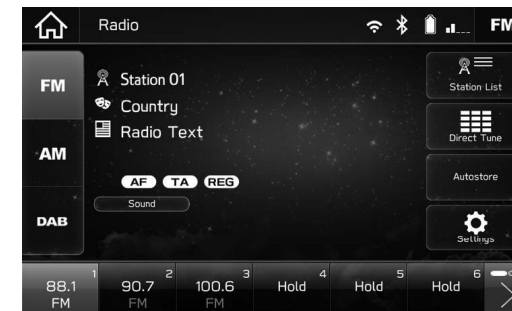 Radio
FM
FM
AM
DAB
Station 01
Country
Radio Text
AF TA REG
Sound
Station List
Direct Tune
Autostore
Settings
1
88.1
FM
2
90.7
FM
3
100.6
FM
4
Hold
5
Hold
6
Hold